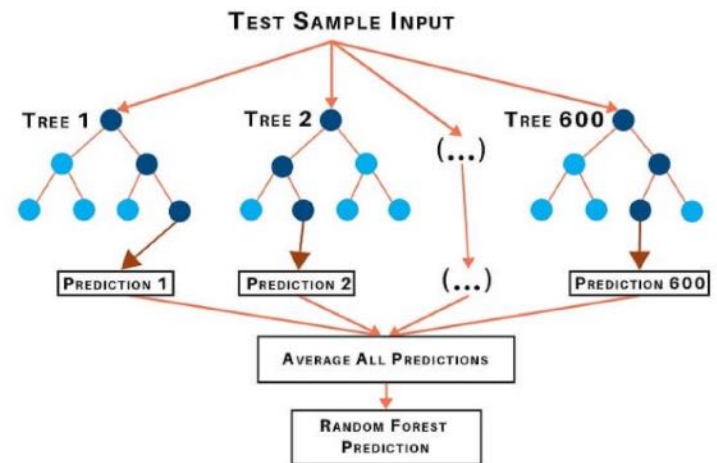 TEST SAMPLE INPUT
TREE 1
TREE 2
(...)
TREE 600
PREDICTION 1
PREDICTION 2
(...)
PREDICTION 600
AVERAGE ALL PREDICTIONS
RANDOM FOREST
PREDICTION